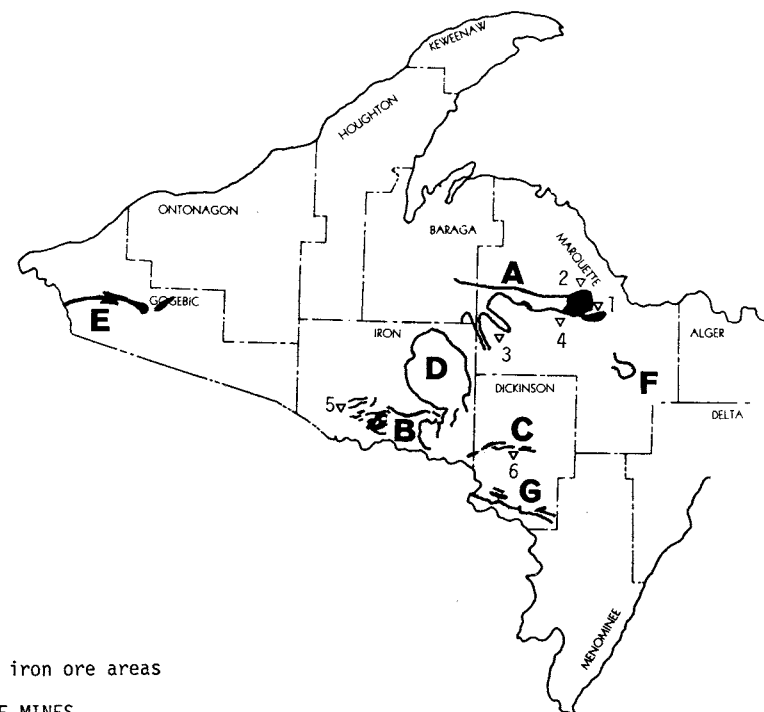 KEWEENAW
HOUGHTON
ONTONAGON
BARAGA
MARQUETTE
A
2
1
GOGEBIC
E
4
3
IRON
ALGER
D
F
DICKINSON
DELTA
5
B
C
6
G
MENOMINEE
iron ore areas
E MINES